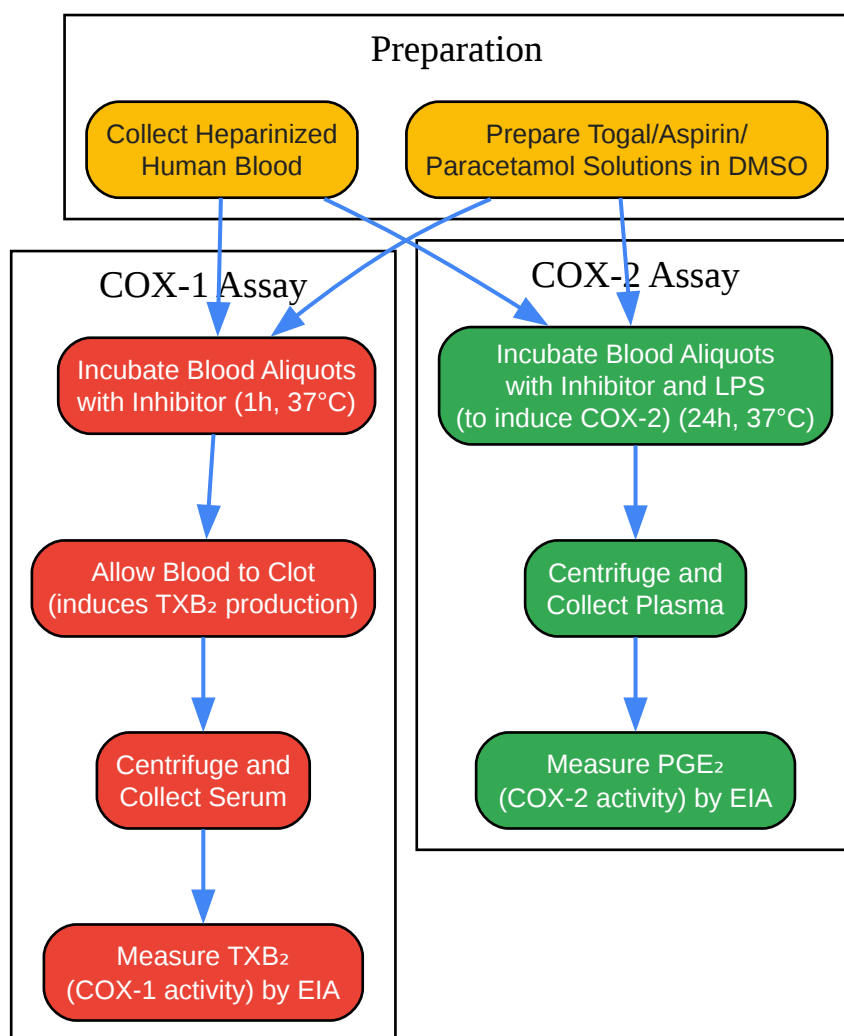 Preparation
Collect Heparinized
Human Blood
Prepare Togal/Aspirin/
Paracetamol Solutions in DMSO
COX-1 Assay
Incubate Blood Aliquots
with Inhibitor (1h, 37°C)
Allow Blood to Clot
(induces TXB₂ production)
Centrifuge and
Collect Serum
Measure TXB₂
(COX-1 activity) by EIA
COX-2 Assay
Incubate Blood Aliquots
with Inhibitor and LPS
(to induce COX-2) (24h, 37°C)
Centrifuge and
Collect Plasma
Measure PGE₂
(COX-2 activity) by EIA